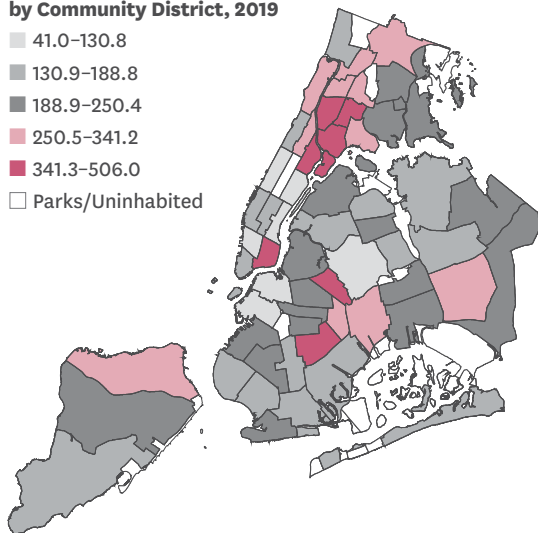 by Community District, 2019
41.0–130.8
130.9–188.8
188.9–250.4
250.5–341.2
341.3–506.0
Parks/Uninhabited